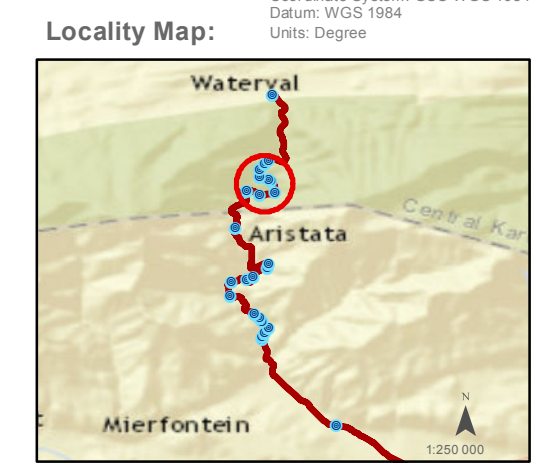 Datum: WGS 1984
Locality Map:
Units: Degree
Waterval
Central Kar
Aristata
Mierfontein
N
1:250 000